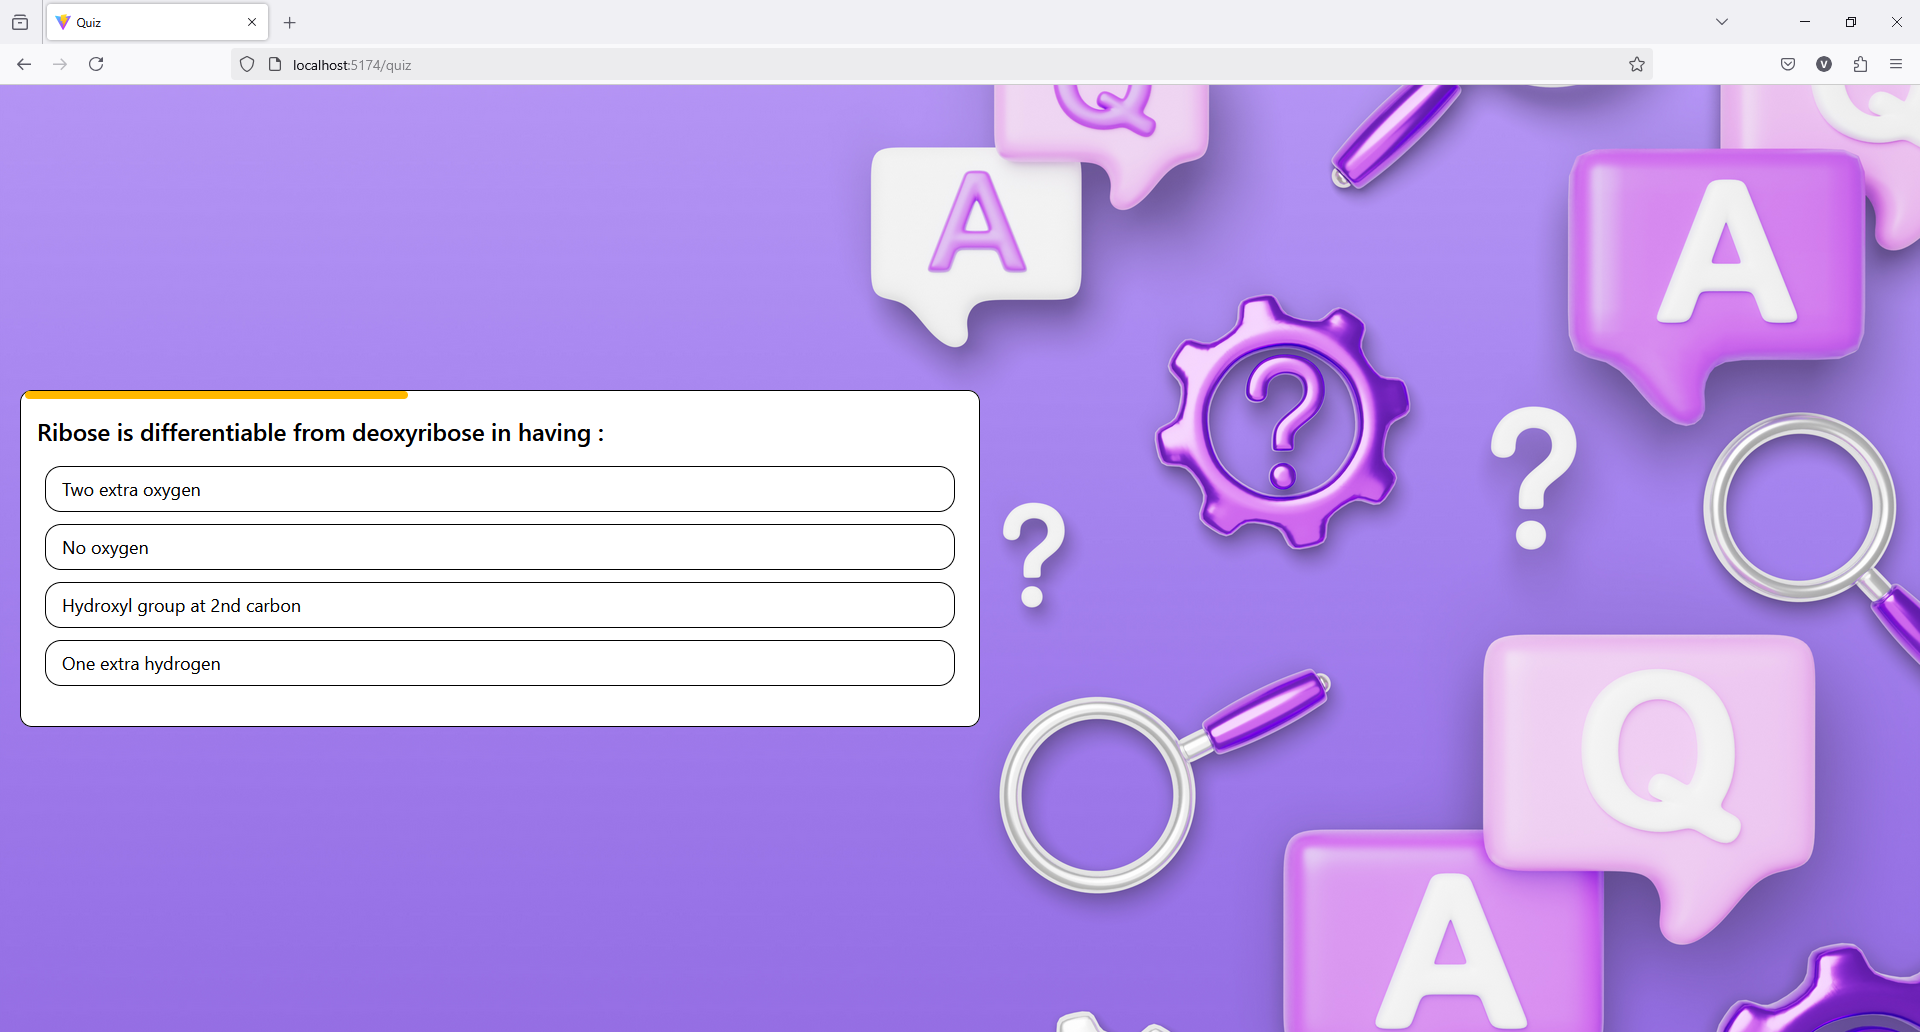 Quiz
localhost:5174/quiz
V
Q
Q
A
A
Ribose is differentiable from deoxyribose in having :
Two extra oxygen
No oxygen
Hydroxyl group at 2nd carbon
One extra hydrogen
?
?
?
Q
A